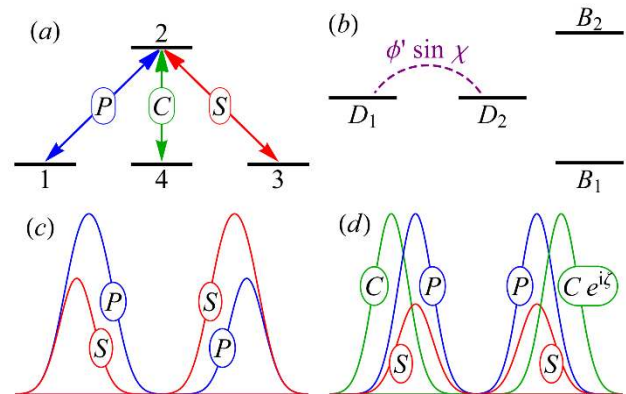 (a)
2
P
C
S
1
4
3
(b)
ϕ' sin χ
B₂
D₁
D₂
B₁
(c)
P
S
S
P
(d)
C
P
S
P
C e^{iζ}
S